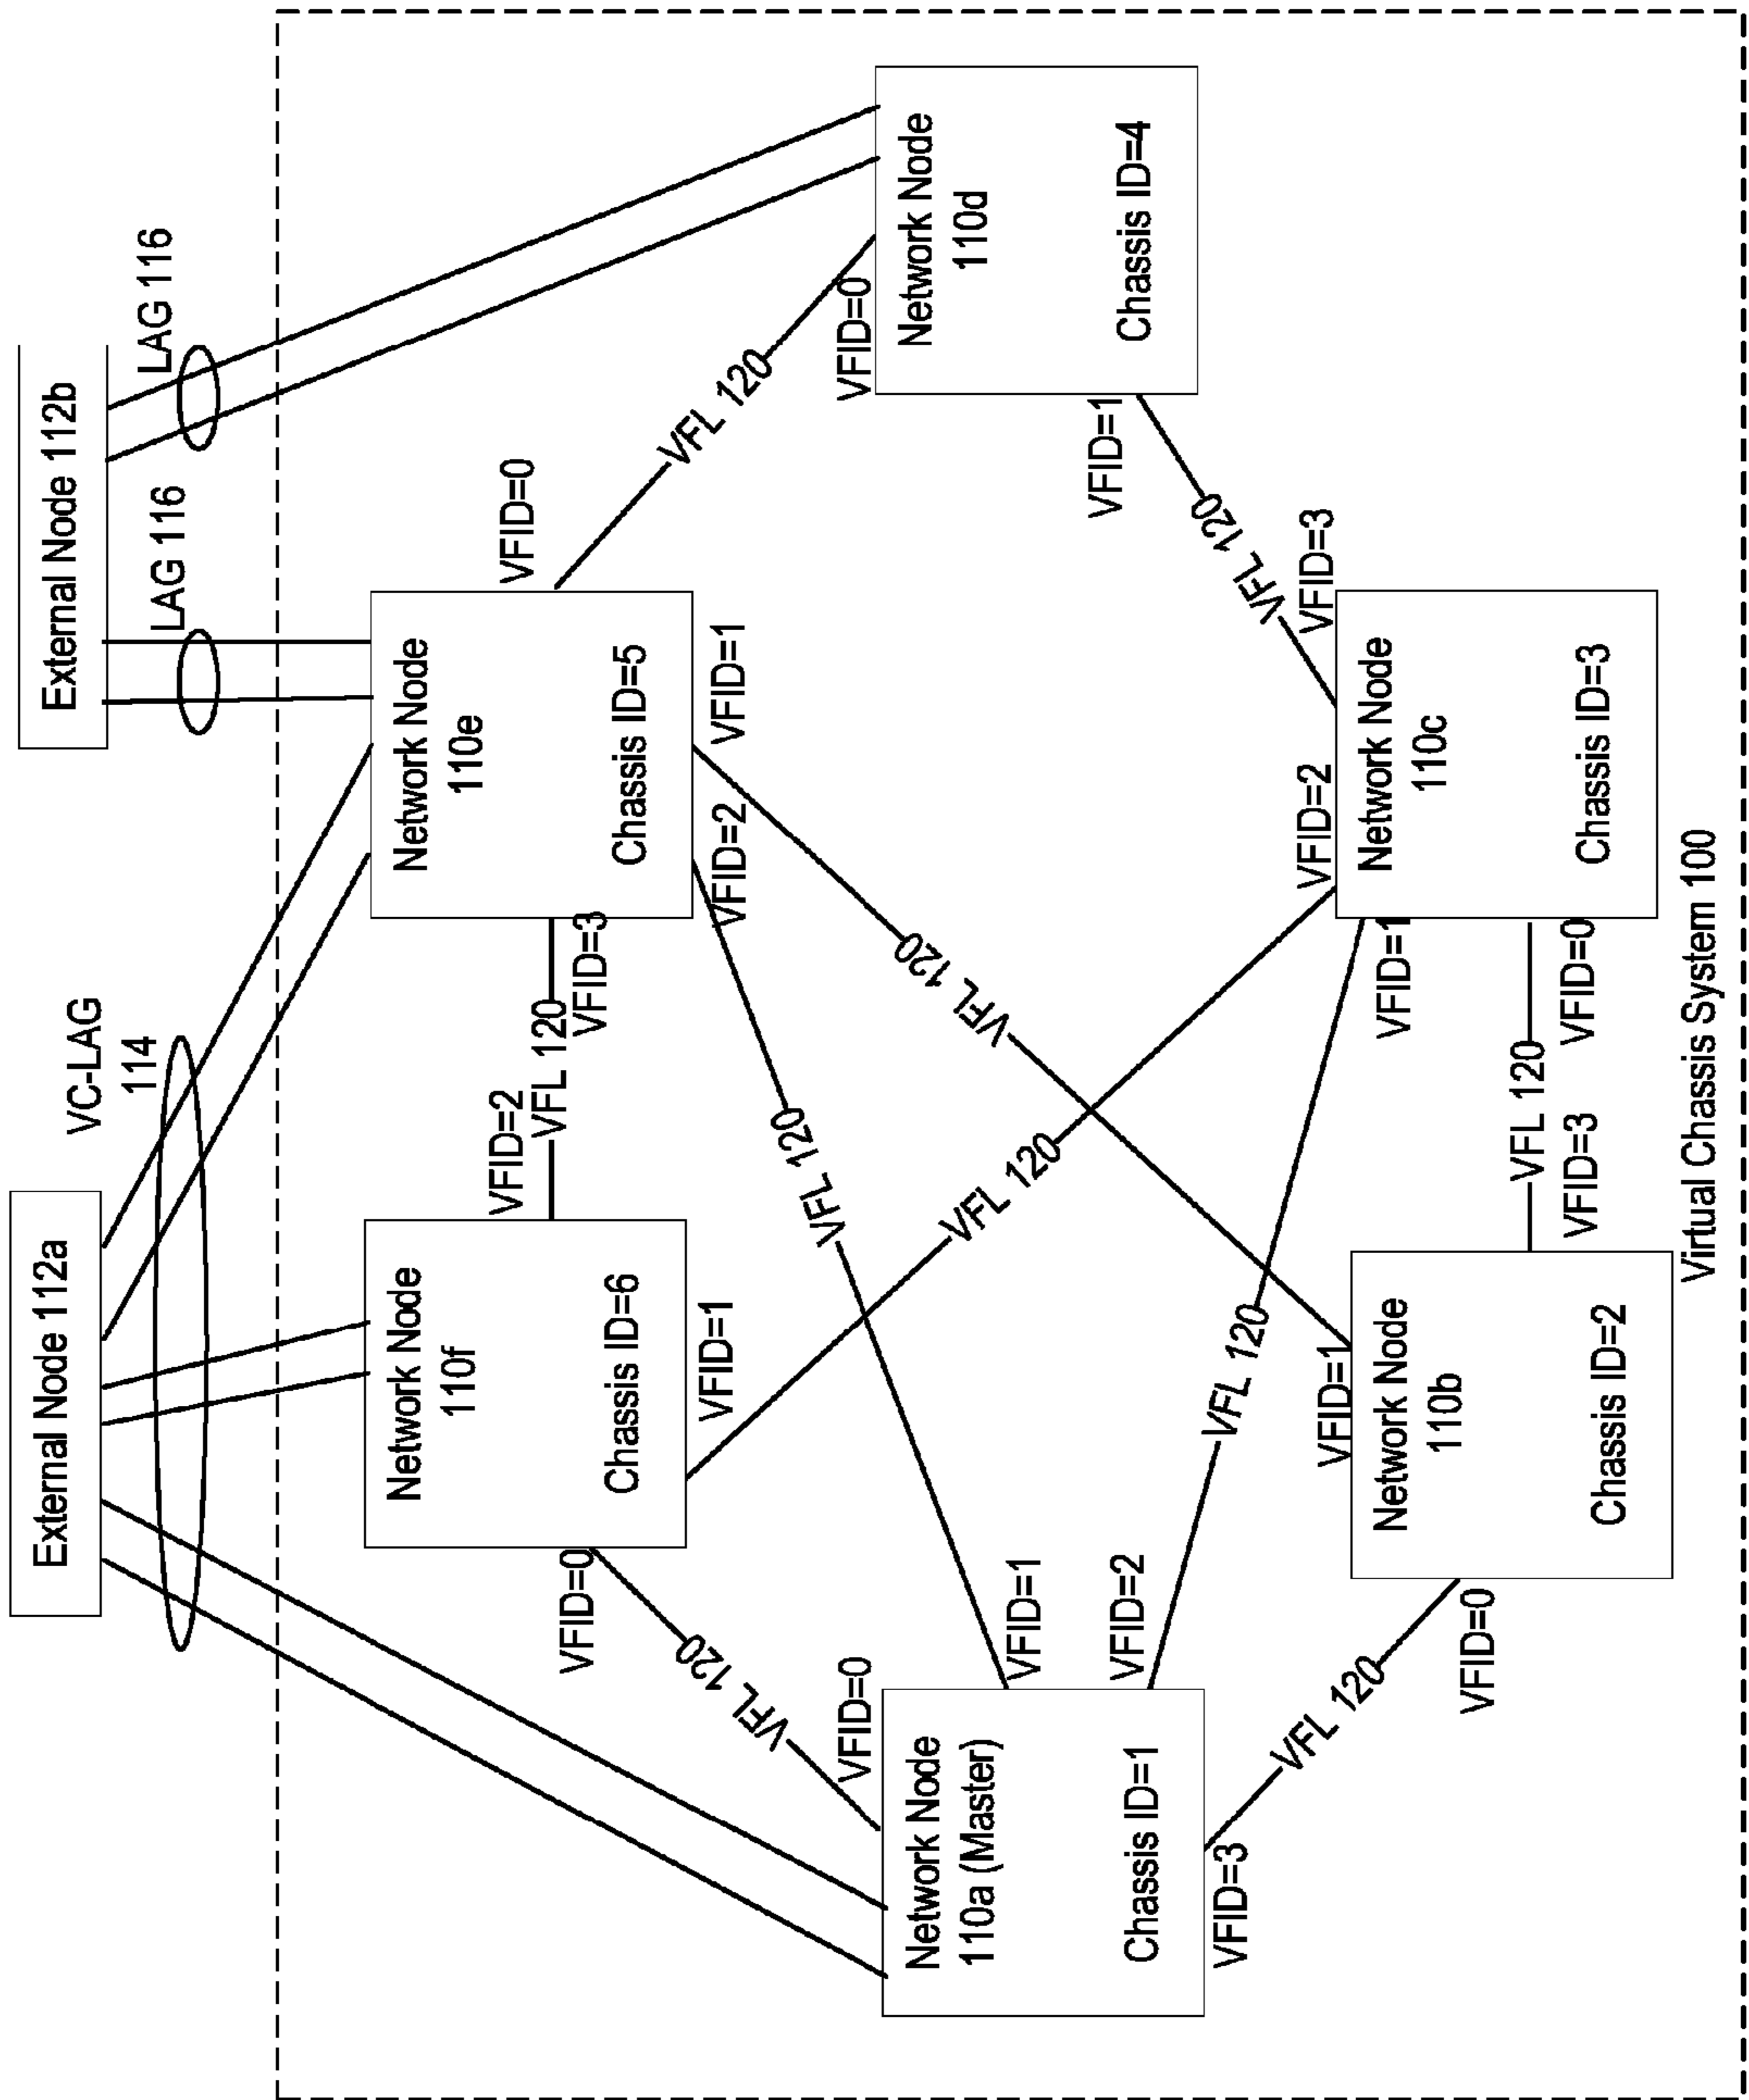 External Node 112a
External Node 112b
VC-LAG
114
LAG 116
LAG 116
Network Node
110f
Chassis ID=6
VFID=0
VFID=1
VFID=2
VFL 120
VFID=3
Network Node
110e
Chassis ID=5
VFID=0
VFID=1
VFID=2
VFL 120
VFL 120
VFL 120
VFL 120
VFID=0
Network Node
110a (Master)
Chassis ID=1
VFID=1
VFID=2
VFID=3
VFID=0
Network Node
110d
Chassis ID=4
VFID=1
VFL 120
VFL 120
VFL 120
VFL 120
VFID=1
Network Node
110b
Chassis ID=2
VFID=0
VFID=3
VFL 120
VFID=0
VFID=1
VFID=2
VFID=3
Network Node
110c
Chassis ID=3
Virtual Chassis System 100